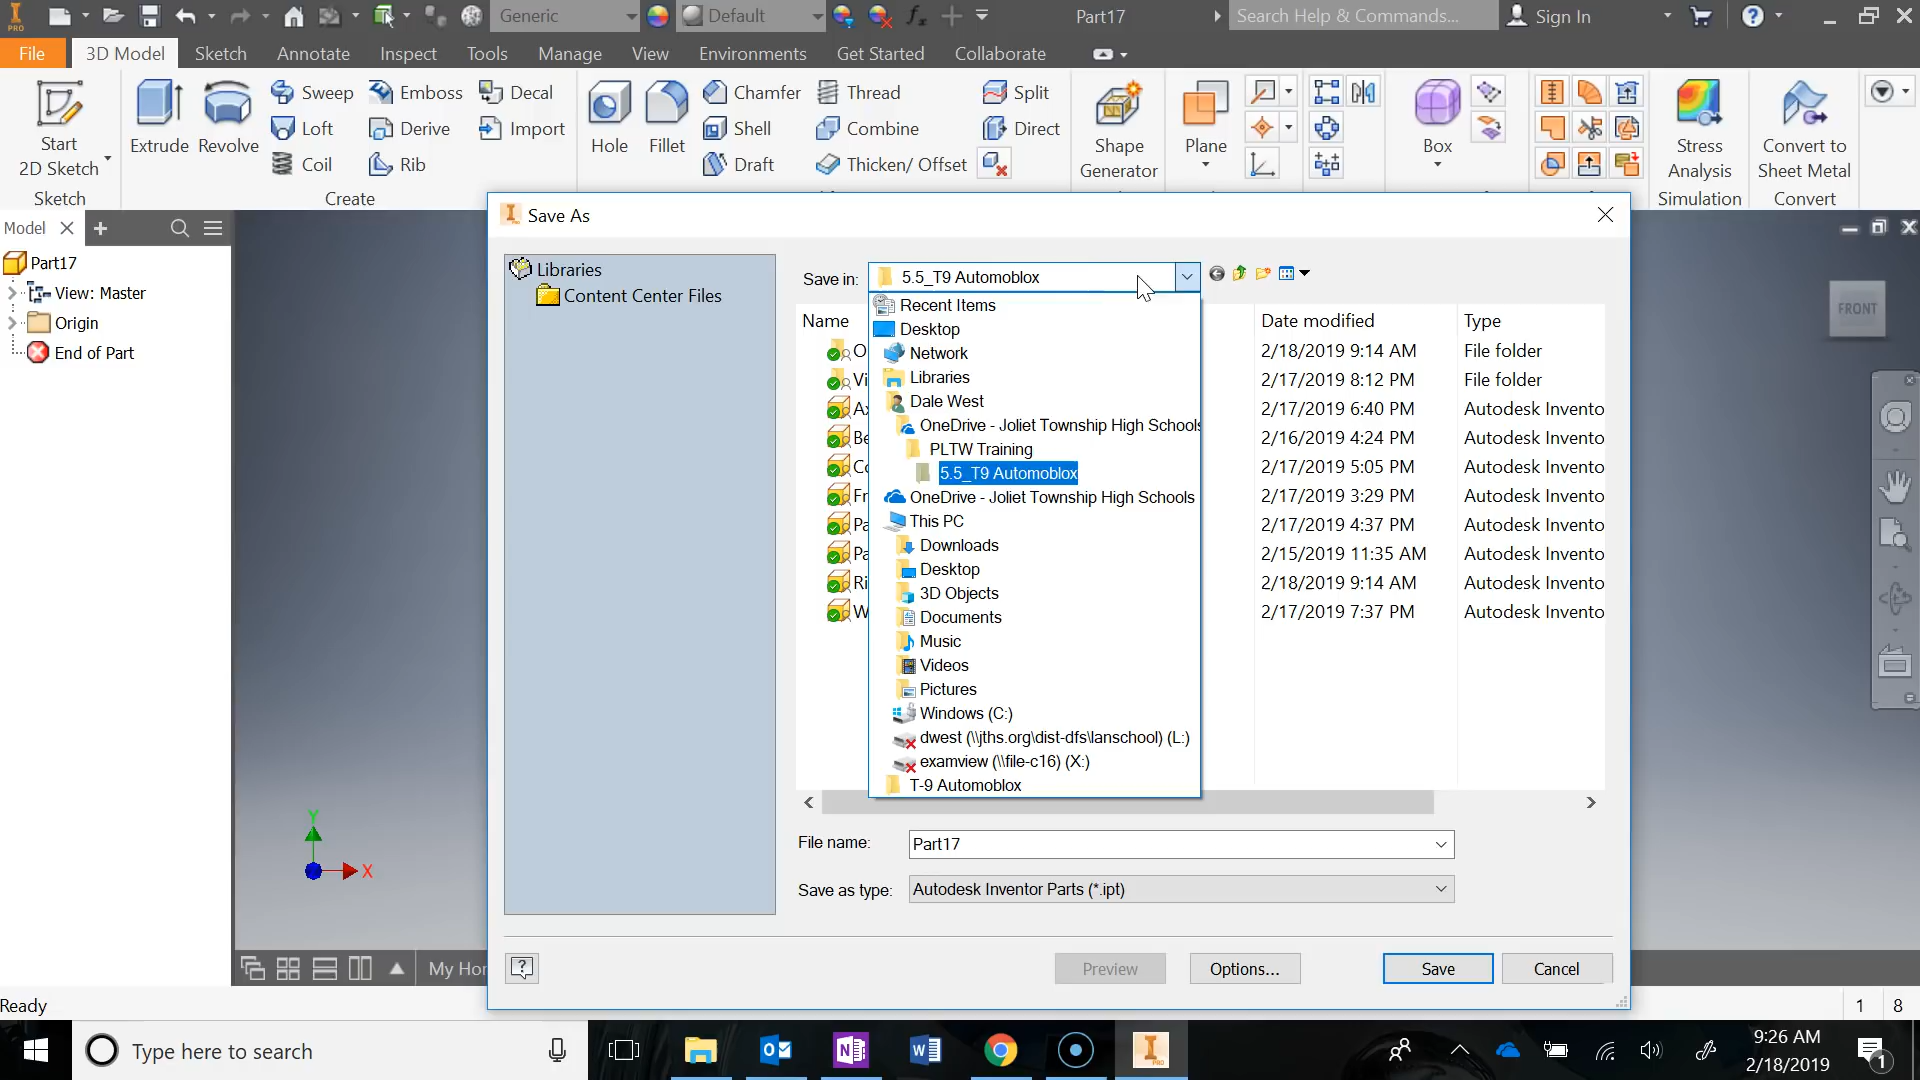 PRO
Generic
Default
Part17
Search Help & Commands...
Sign In
File
3D Model
Sketch
Annotate
Inspect
Tools
Manage
View
Environments
Get Started
Collaborate
Start
2D Sketch
Extrude
Revolve
Sweep
Loft
Coil
Emboss
Derive
Rib
Decal
Import
Hole
Fillet
Chamfer
Shell
Draft
Thread
Combine
Thicken/ Offset
Split
Direct
Shape
Generator
Plane
Box
Stress
Analysis
Convert to
Sheet Metal
Sketch
Create
Simulation
Convert
Model
Part17
View: Master
Origin
End of Part
FRONT
Save As
Libraries
Content Center Files
Save in:
5.5_T9 Automoblox
Recent Items
Desktop
Network
Libraries
Dale West
OneDrive - Joliet Township High Schools
PLTW Training
5.5_T9 Automoblox
OneDrive - Joliet Township High Schools
This PC
Downloads
Desktop
3D Objects
Documents
Music
Videos
Pictures
Windows (C:)
dwest (\\jths.org\dist-dfs\lanschool) (L:)
examview (\\file-c16) (X:)
T-9 Automoblox
Name Date modified Type
2/18/2019 9:14 AM File folder
2/17/2019 8:12 PM File folder
2/17/2019 6:40 PM Autodesk Invento
2/16/2019 4:24 PM Autodesk Invento
2/17/2019 5:05 PM Autodesk Invento
2/17/2019 3:29 PM Autodesk Invento
2/17/2019 4:37 PM Autodesk Invento
2/15/2019 11:35 AM Autodesk Invento
2/18/2019 9:14 AM Autodesk Invento
2/17/2019 7:37 PM Autodesk Invento
File name: Part17
Save as type: Autodesk Inventor Parts (*.ipt)
Preview
Options...
Save
Cancel
Y
X
My Ho
Ready
1 8
Type here to search
9:26 AM
2/18/2019
1